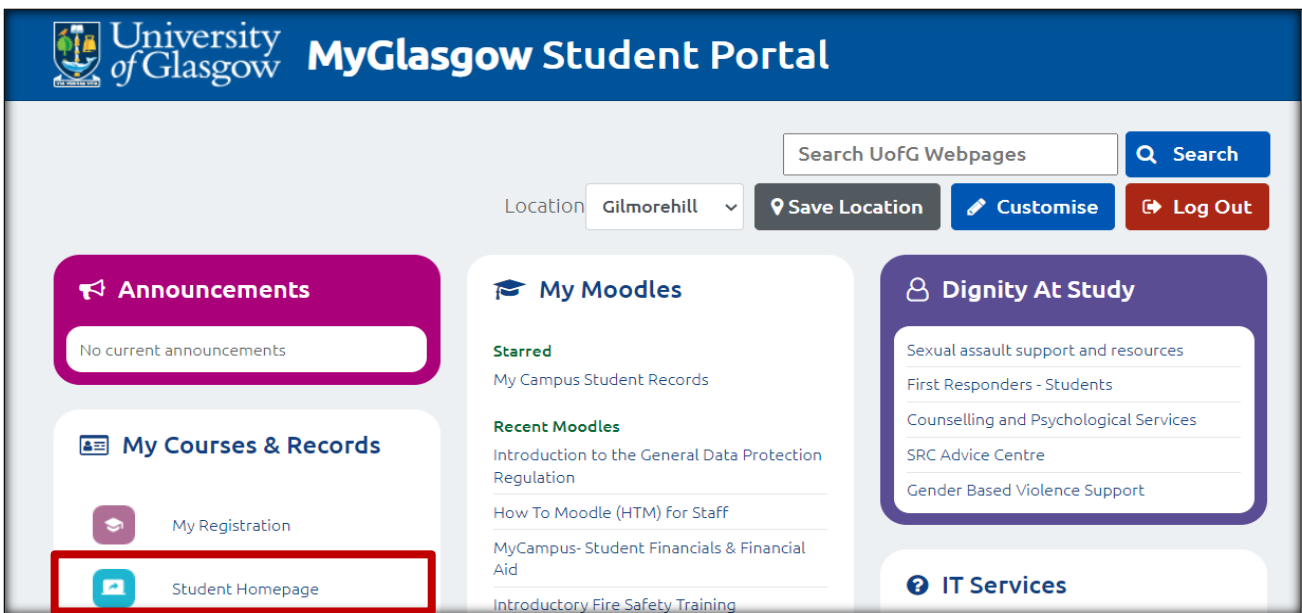 University
of Glasgow
MyGlasgow Student Portal
Search UofG Webpages
Search
Location
Gilmorehill
Save Location
Customise
Log Out
Announcements
No current announcements
My Courses & Records
My Registration
Student Homepage
My Moodles
Starred
My Campus Student Records
Recent Moodles
Introduction to the General Data Protection
Regulation
How To Moodle (HTM) for Staff
MyCampus- Student Financials & Financial
Aid
Introductory Fire Safety Training
Dignity At Study
Sexual assault support and resources
First Responders - Students
Counselling and Psychological Services
SRC Advice Centre
Gender Based Violence Support
IT Services